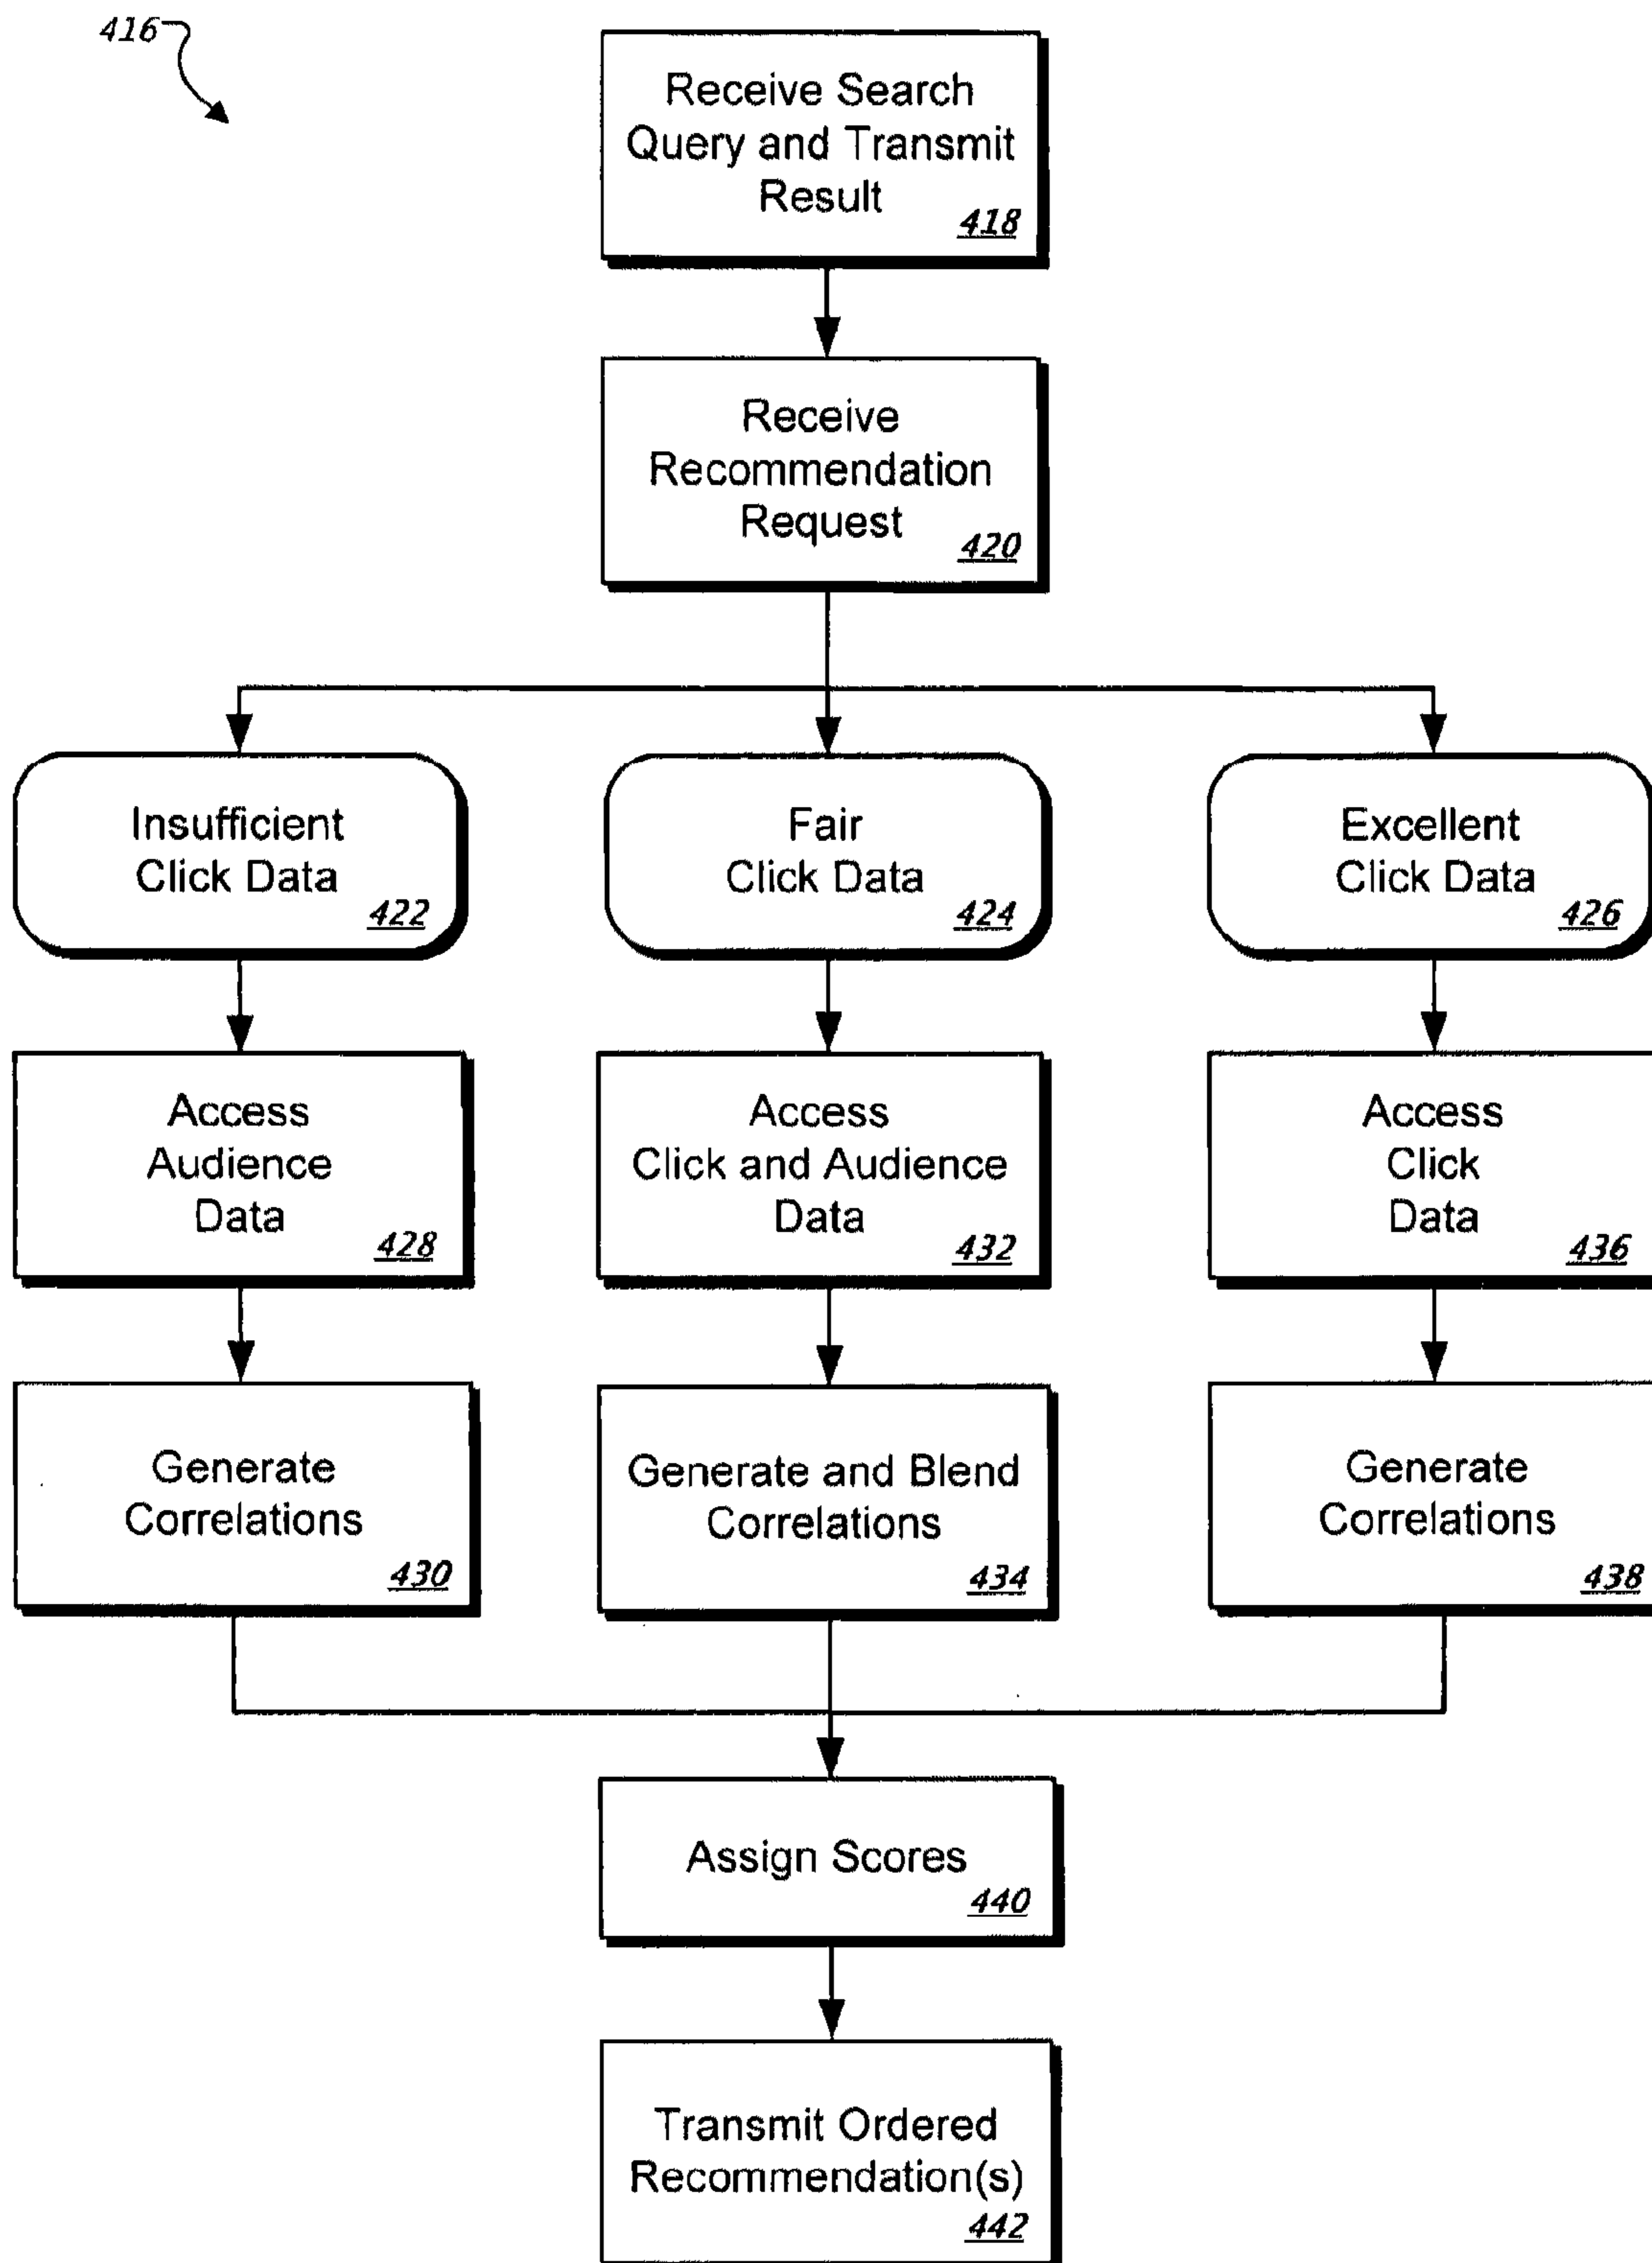 416
Receive Search
Query and Transmit
Result
418
Receive
Recommendation
Request
420
Insufficient
Click Data
422
Fair
Click Data
424
Excellent
Click Data
426
Access
Audience
Data
428
Access
Click and Audience
Data
432
Access
Click
Data
436
Generate
Correlations
430
Generate and Blend
Correlations
434
Generate
Correlations
438
Assign Scores
440
Transmit Ordered
Recommendation(s)
442